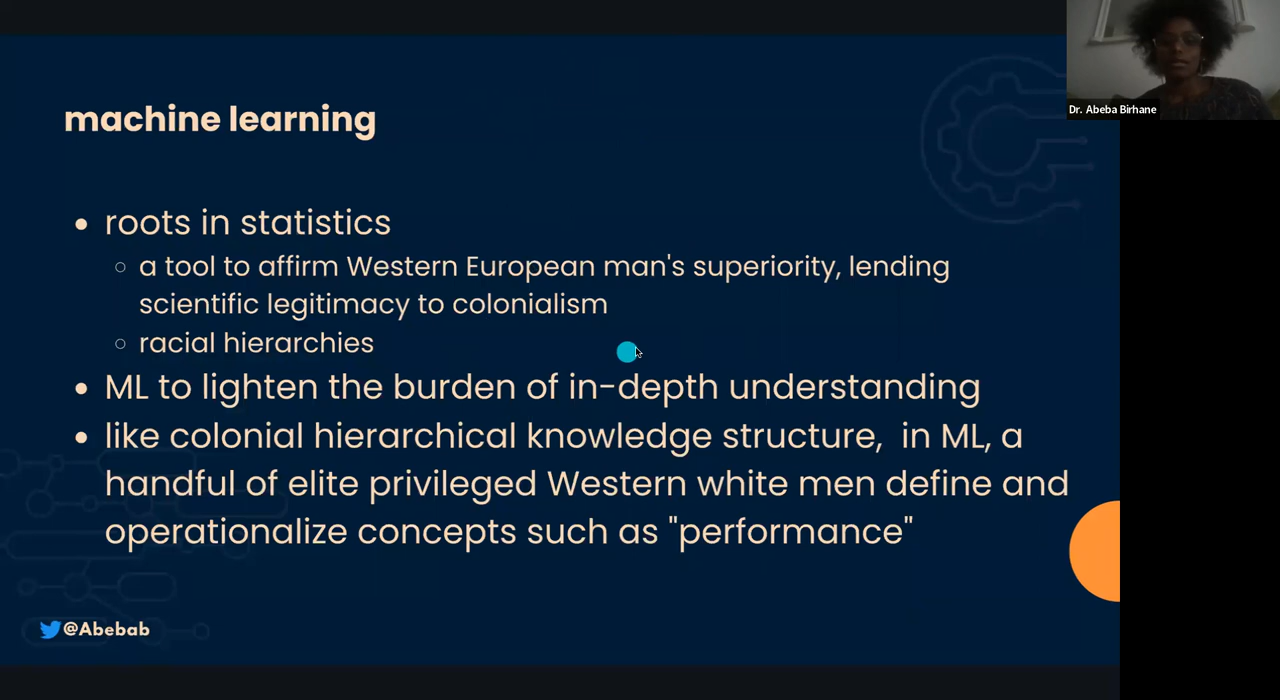 Dr. Abeba Birhane
machine learning
roots in statistics
a tool to affirm Western European man's superiority, lending
scientific legitimacy to colonialism
racial hierarchies
ML to lighten the burden of in-depth understanding
like colonial hierarchical knowledge structure, in ML, a
handful of elite privileged Western white men define and
operationalize concepts such as "performance"
@Abebab